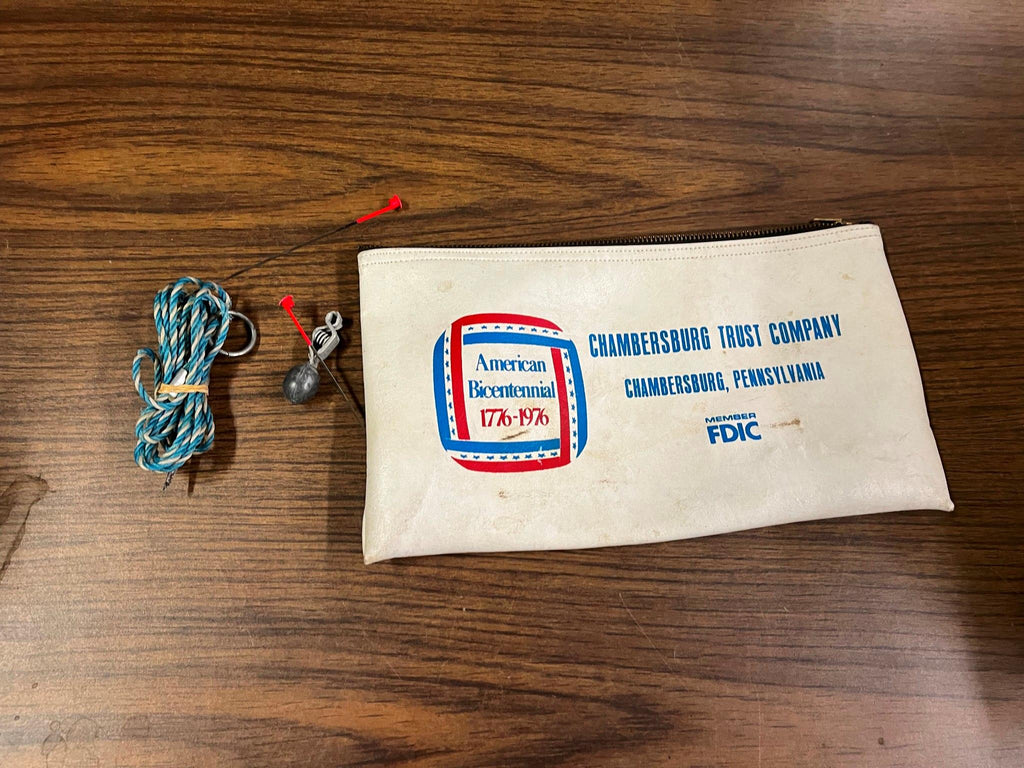 American
Bicentennial
1776-1976
CHAMBERSBURG TRUST COMPANY
CHAMBERSBURG, PENNSYLVANIA
MEMBER
FDIC